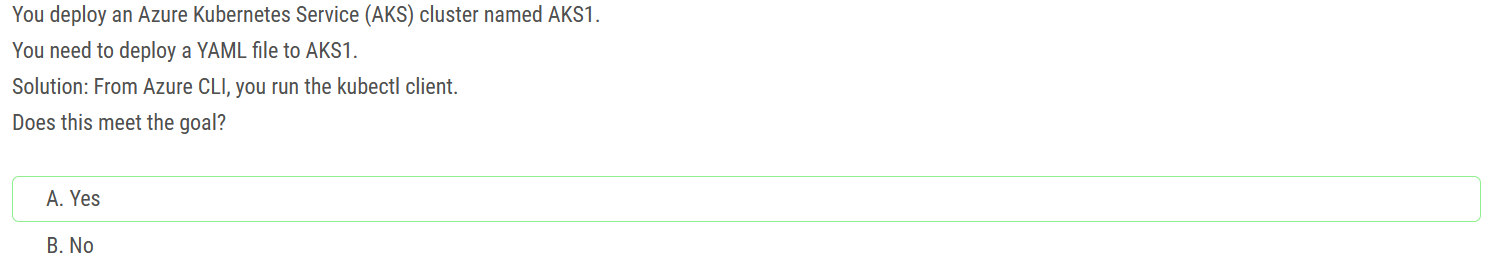 You deploy an Azure Kubernetes Service (AKS) cluster named AKS1.
You need to deploy a YAML file to AKS1.
Solution: From Azure CLI, you run the kubectl client.
Does this meet the goal?
A. Yes
B. No